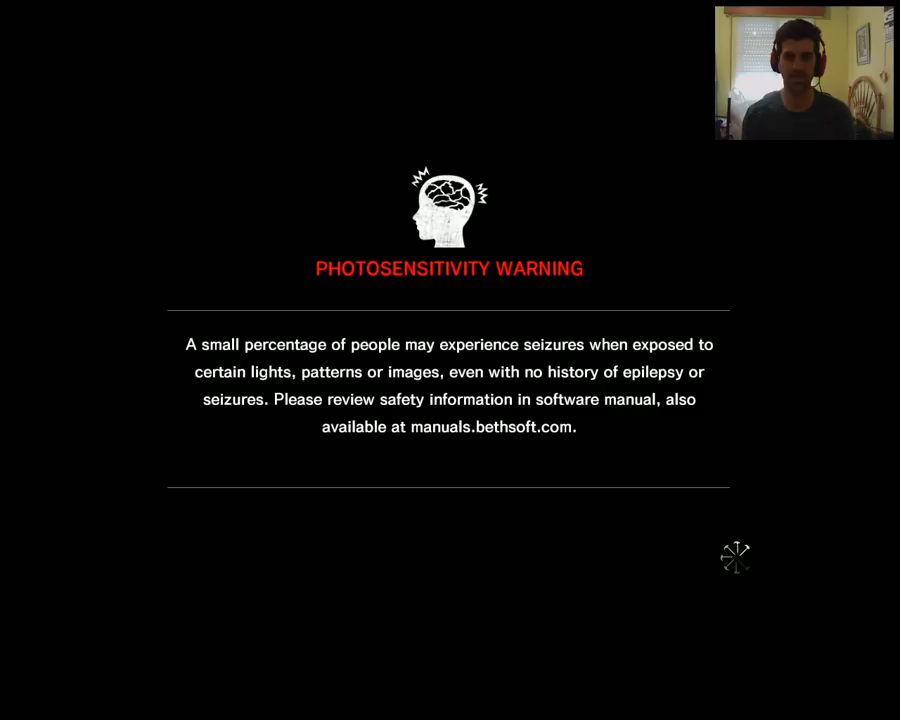 PHOTOSENSITIVITY WARNING
A small percentage of people may experience seizures when exposed to
certain lights, patterns or images, even with no history of epilepsy or
seizures. Please review safety information in software manual, also
available at manuals.bethsoft.com.